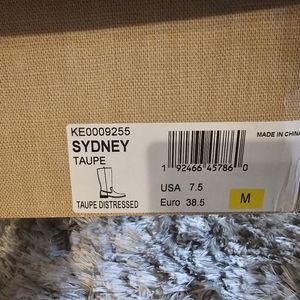 KE0009255
SYDNEY
TAUPE
TAUPE DISTRESSED
MADE IN CHINA
1 92466 45786 0
USA 7.5
Euro 38.5
M